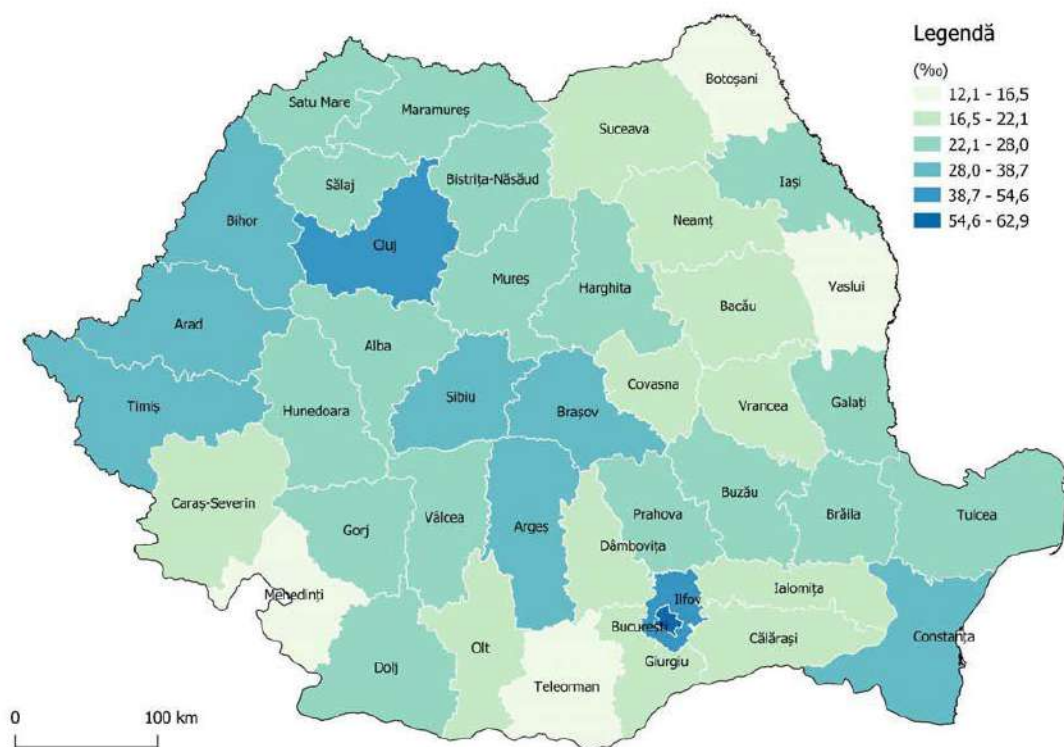 Legendă
(‰)
12,1 - 16,5
16,5 - 22,1
22,1 - 28,0
28,0 - 38,7
38,7 - 54,6
54,6 - 62,9
Botoșani
Satu Mare
Maramureș
Suceava
Sălaj
Bistrița-Năsăud
Iași
Bihor
Neamț
Cluj
Mureș
Harghita
Bacău
Vaslui
Arad
Alba
Covasna
Timiș
Hunedoara
Sibiu
Brașov
Vrancea
Galați
Caraș-Severin
Gorj
Vâlcea
Argeș
Prahova
Buzău
Brăila
Tulcea
Dâmbovița
Mehedinți
Ilfov
Ialomița
București
Călărași
Constanța
Dolj
Olt
Giurgiu
Teleorman
0 100 km